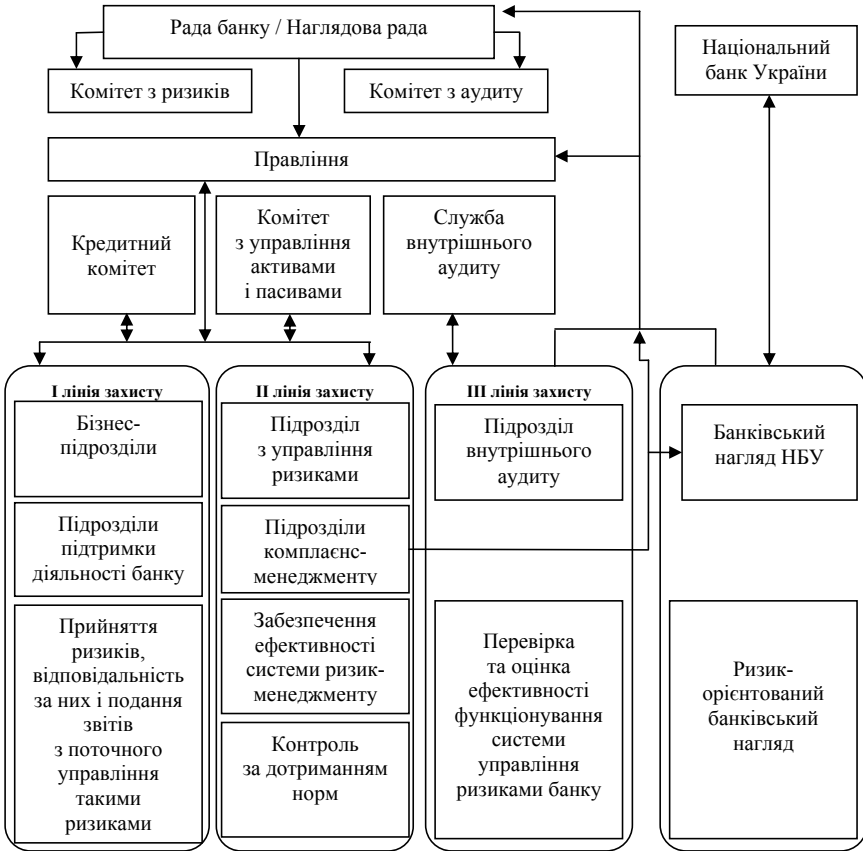 Рада банку / Наглядова рада
Національний
банк України
Комітет з ризиків
Комітет з аудиту
Правління
Кредитний
комітет
Комітет
з управління
активами
і пасивами
Служба
внутрішнього
аудиту
І лінія захисту
Бізнес-
підрозділи
Підрозділи
підтримки
діяльності банку
Прийняття
ризиків,
відповідальність
за них і подання
звітів
з поточного
управління
такими
ризиками
ІІ лінія захисту
Підрозділ
з управління
ризиками
Підрозділи
комплаєнс-
менеджменту
Забезпечення
ефективності
системи ризик-
менеджменту
Контроль
за дотриманням
норм
ІІІ лінія захисту
Підрозділ
внутрішнього
аудиту
Перевірка
та оцінка
ефективності
функціонування
системи
управління
ризиками банку
Банківський
нагляд НБУ
Ризик-
орієнтований
банківський
нагляд